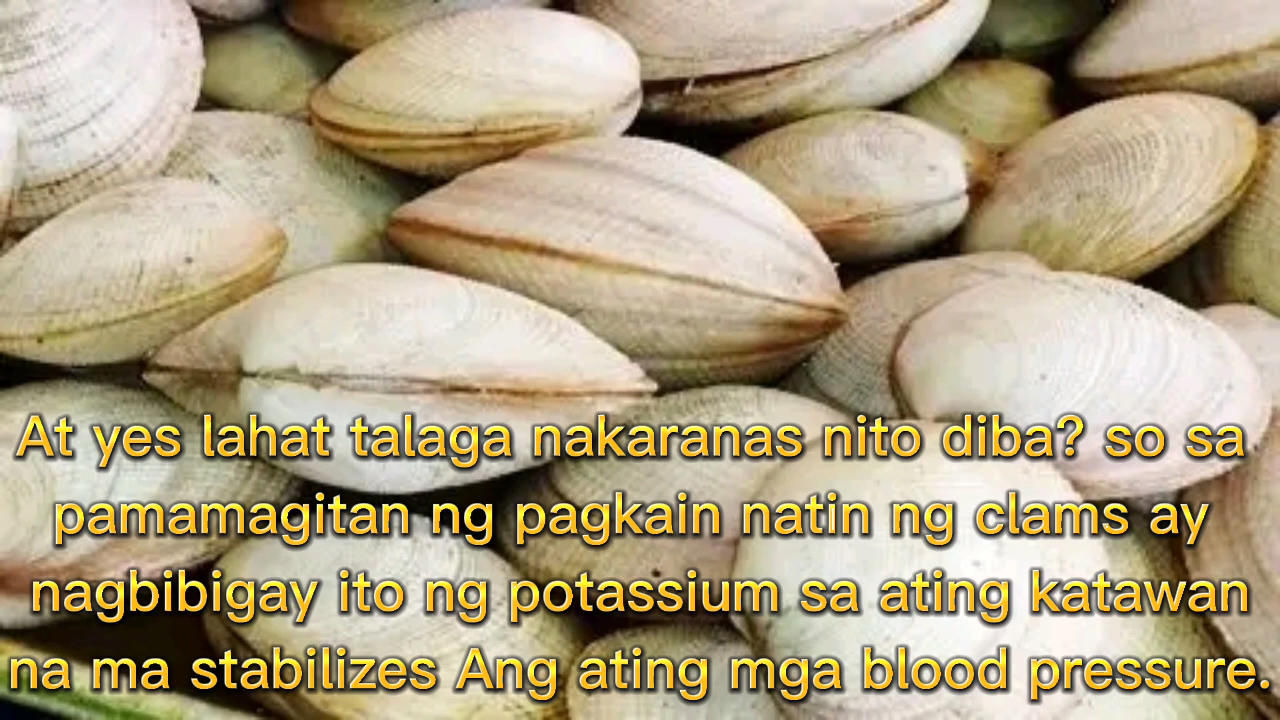 At yes lahat talaga nakaranas nito diba? so sa
pamamagitan ng pagkain natin ng clams ay
nagbibigay ito ng potassium sa ating katawan
na ma stabilizes Ang ating mga blood pressure.